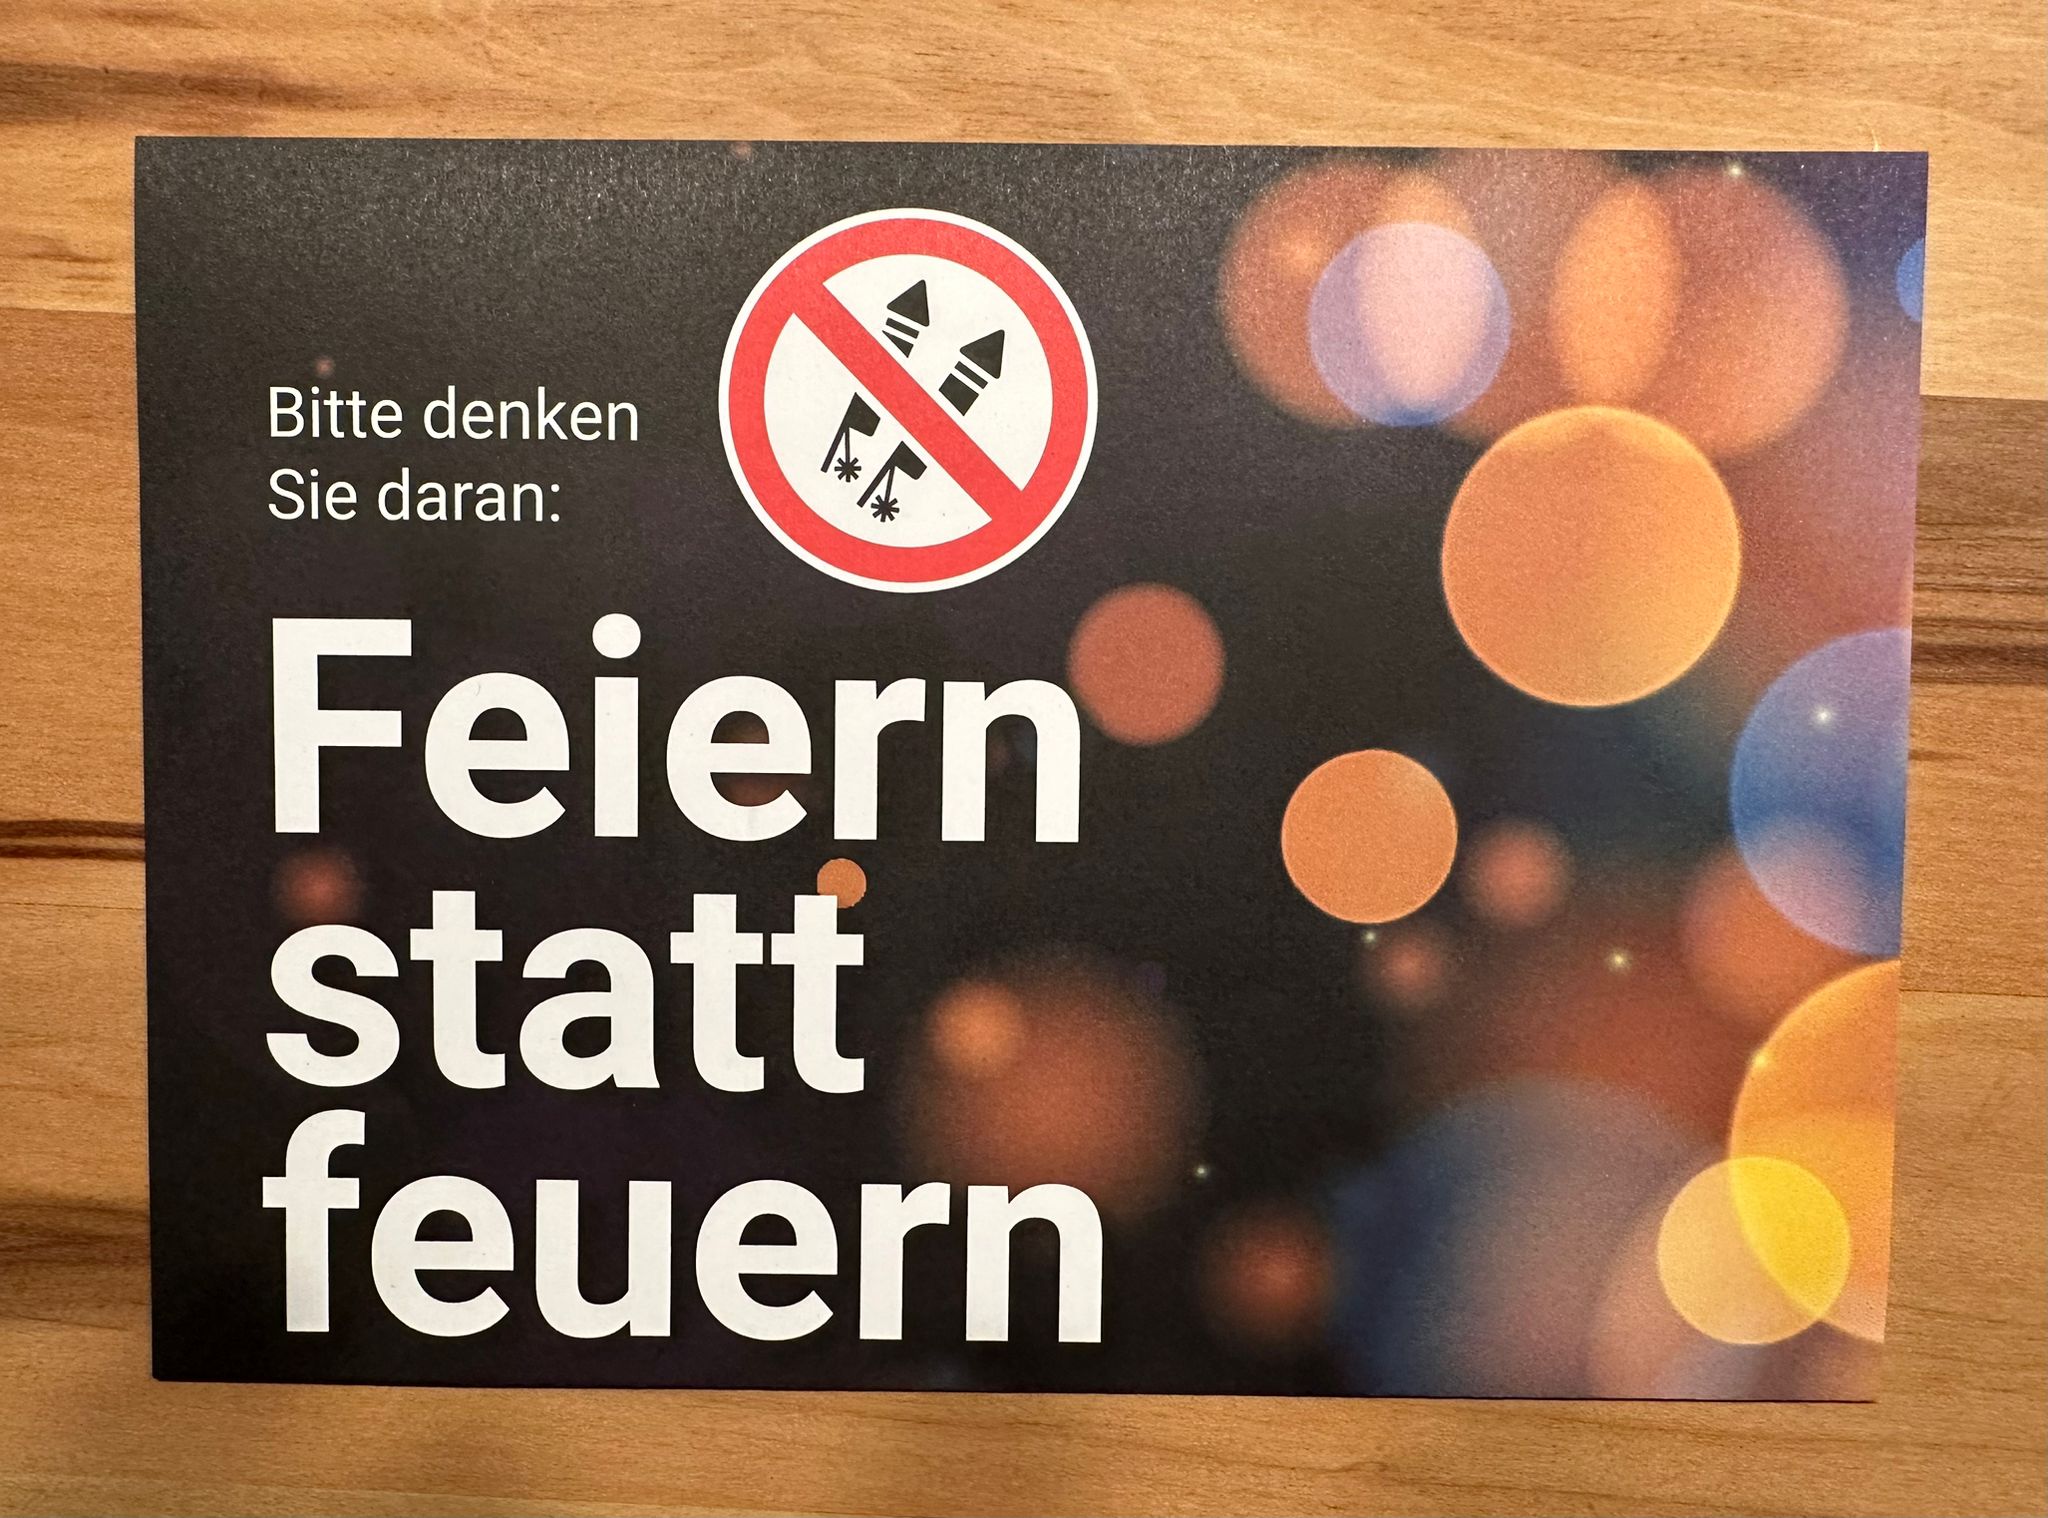 Bitte denken
Sie daran:
Feiern
statt
feuern